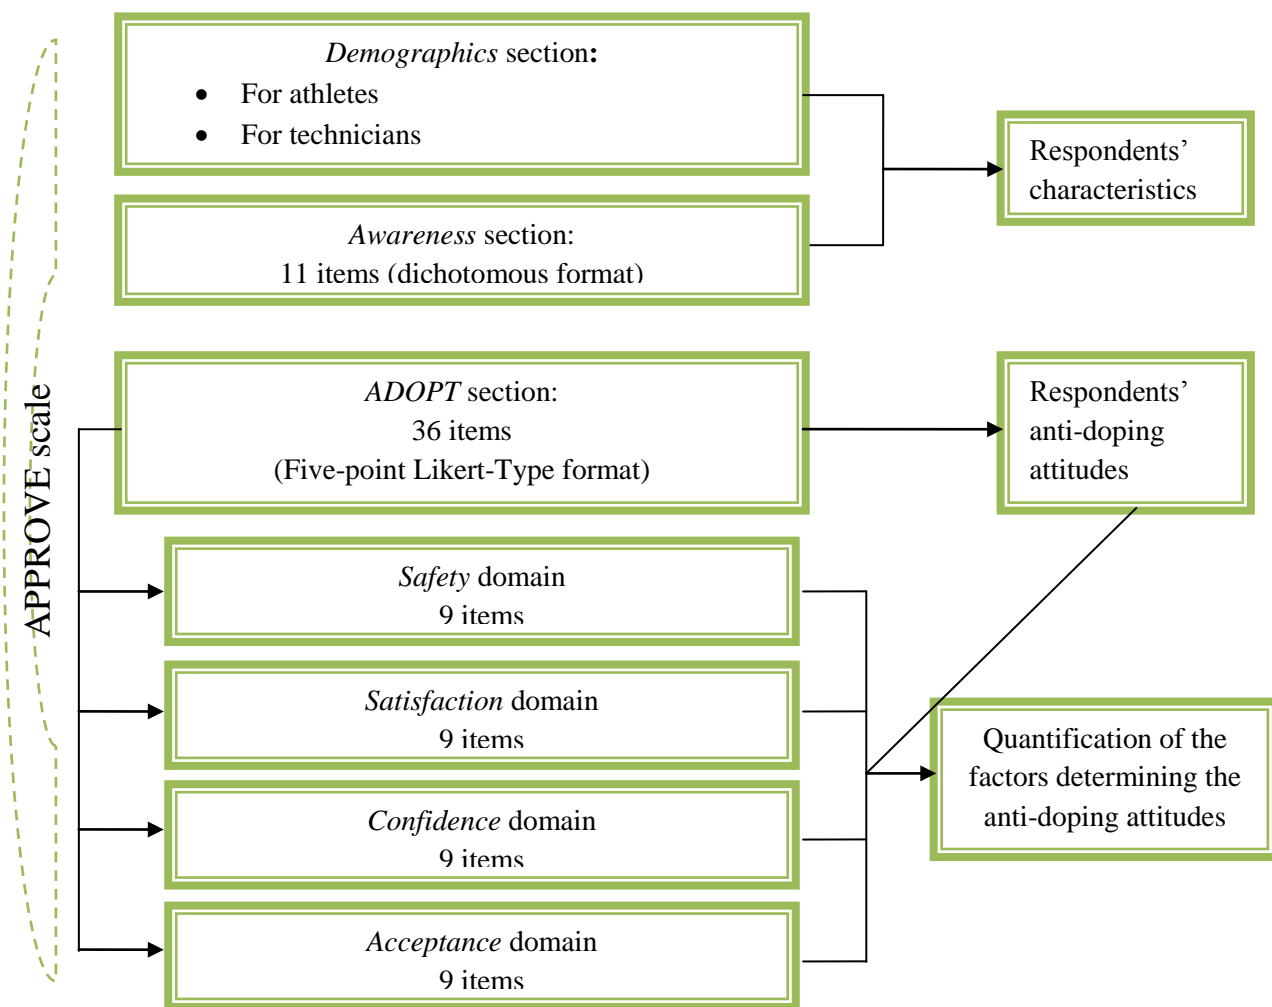 Demographics section:
• For athletes
• For technicians
Respondents’
characteristics
Awareness section:
11 items (dichotomous format)
APPROVE scale
ADOPT section:
36 items
(Five-point Likert-Type format)
Respondents’
anti-doping
attitudes
Safety domain
9 items
Satisfaction domain
9 items
Quantification of the
factors determining the
anti-doping attitudes
Confidence domain
9 items
Acceptance domain
9 items